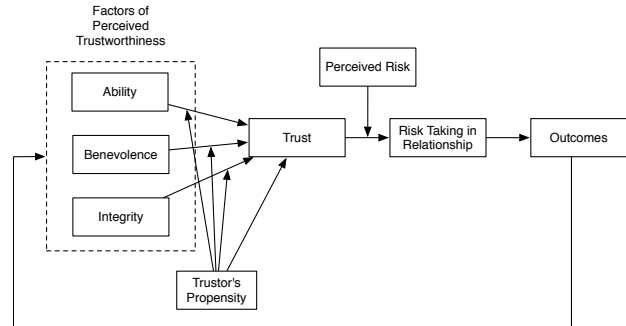 Factors of
Perceived
Trustworthiness
Ability
Benevolence
Integrity
Trustor's
Propensity
Trust
Perceived Risk
Risk Taking in
Relationship
Outcomes